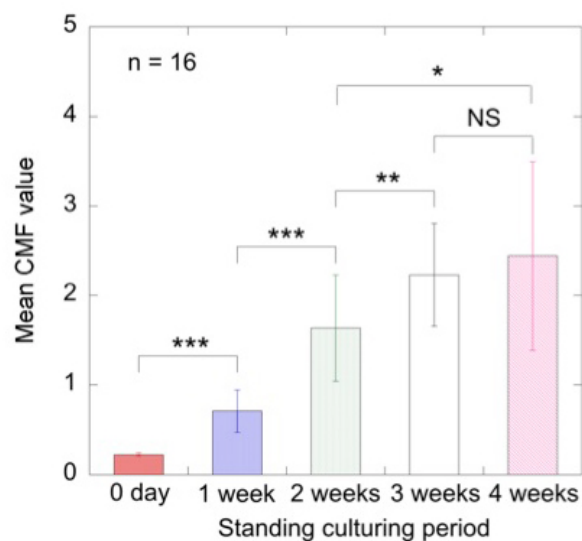 5
n = 16
*
4
NS
**
3
***
2
***
1
0
0 day 1 week 2 weeks 3 weeks 4 weeks
Standing culturing period
Mean CMF value